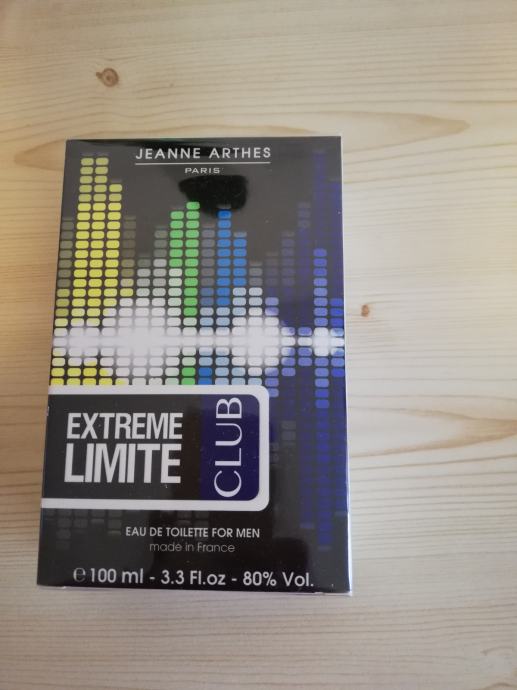 JEANNE ARTHES
PARIS
EXTREME
LIMITE
CLUB
EAU DE TOILETTE FOR MEN
made in France
℮ 100 ml - 3.3 Fl.oz - 80% Vol.